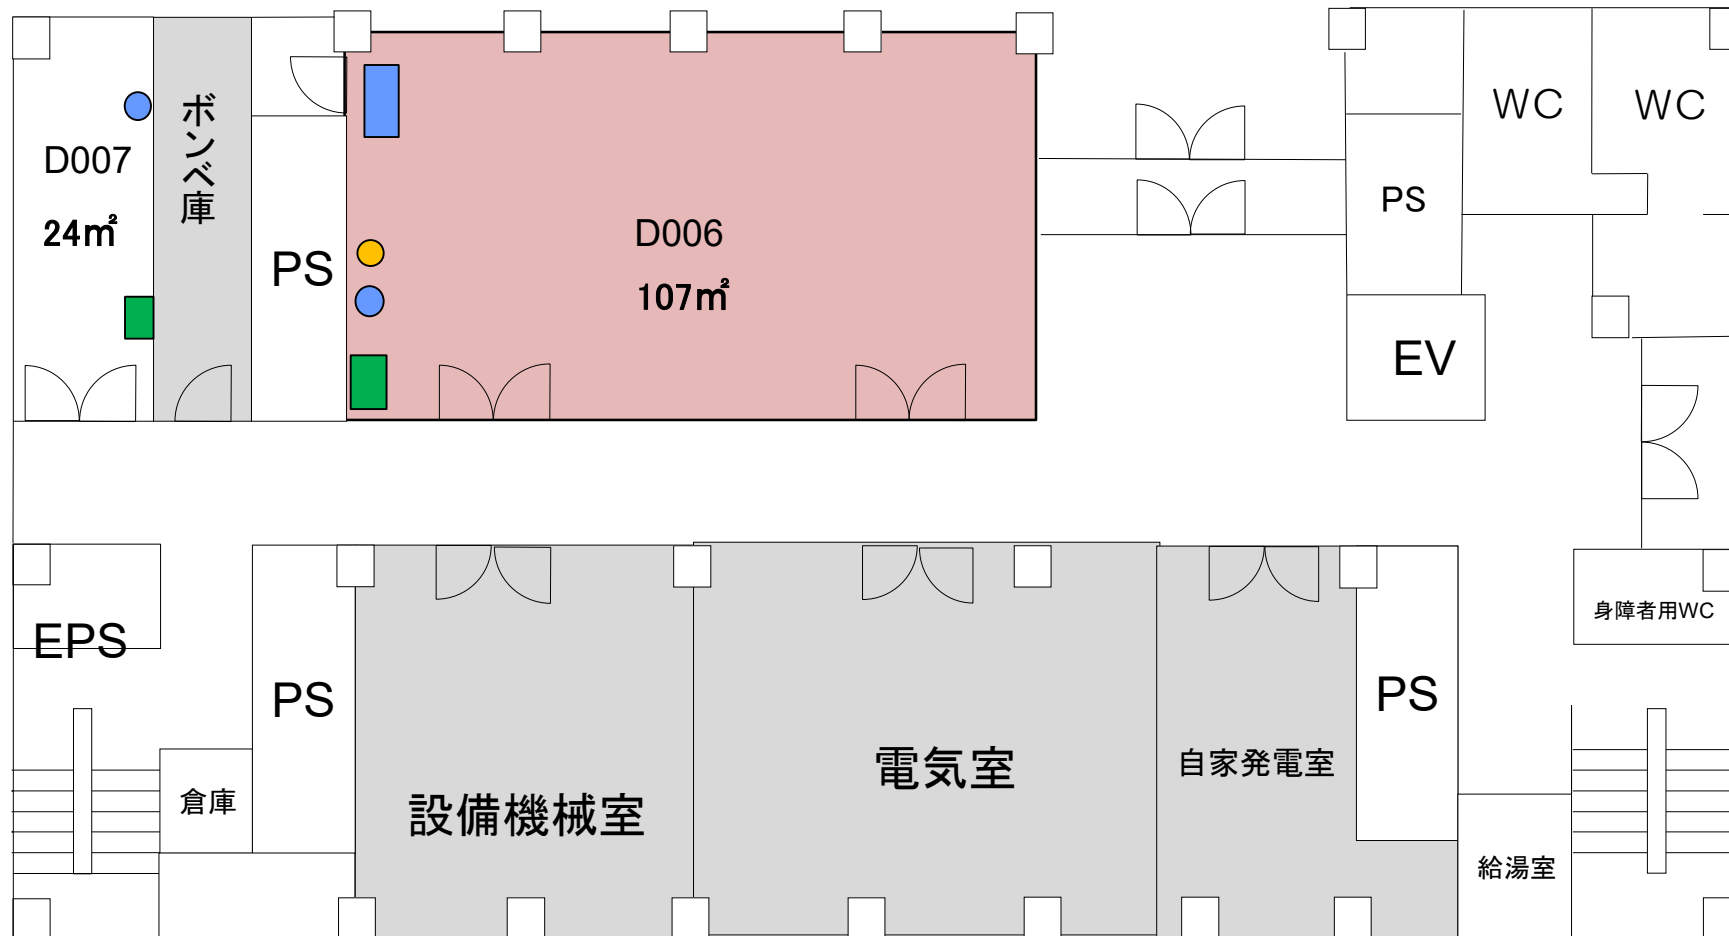 D007
24㎡
ボンベ庫
PS
D006
107㎡
WC
WC
PS
EV
EPS
PS
倉庫
設備機械室
電気室
自家発電室
PS
給湯室
身障者用WC